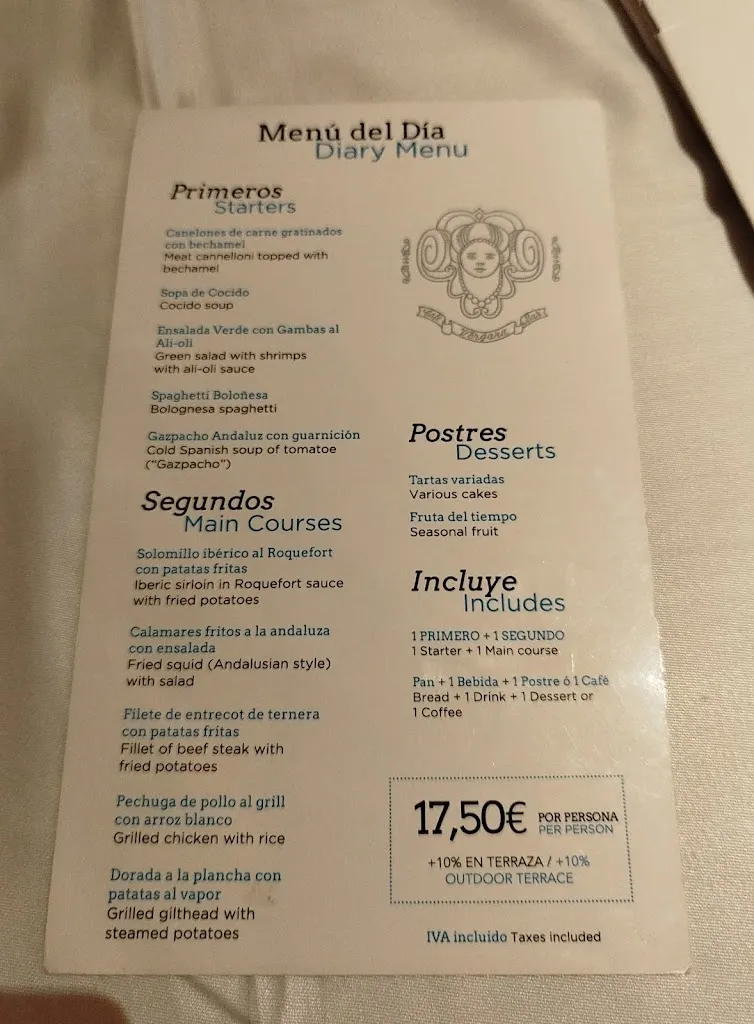 Menú del Día
Diary Menu
Primeros
Starters
Canelones de carne gratinados
con bechamel
Meat cannelloni topped with
bechamel
Sopa de Cocido
Cocido soup
Ensalada Verde con Gambas al
Ali-oli
Green salad with shrimps
with ali-oli sauce
Spaghetti Boloñesa
Bolognesa spaghetti
Gazpacho Andaluz con guarnición
Cold Spanish soup of tomatoe
("Gazpacho")
Segundos
Main Courses
Solomillo ibérico al Roquefort
con patatas fritas
Iberic sirloin in Roquefort sauce
with fried potatoes
Calamares fritos a la andaluza
con ensalada
Fried squid (Andalusian style)
with salad
Filete de entrecot de ternera
con patatas fritas
Fillet of beef steak with
fried potatoes
Pechuga de pollo al grill
con arroz blanco
Grilled chicken with rice
Dorada a la plancha con
patatas al vapor
Grilled gilthead with
steamed potatoes
Vergara Bar
Postres
Desserts
Tartas variadas
Various cakes
Fruta del tiempo
Seasonal fruit
Incluye
Includes
1 PRIMERO + 1 SEGUNDO
1 Starter + 1 Main course
Pan + 1 Bebida + 1 Postre ó 1 Café
Bread + 1 Drink + 1 Dessert or
1 Coffee
17,50€ POR PERSONA
PER PERSON
+10% EN TERRAZA / +10%
OUTDOOR TERRACE
IVA incluido Taxes included